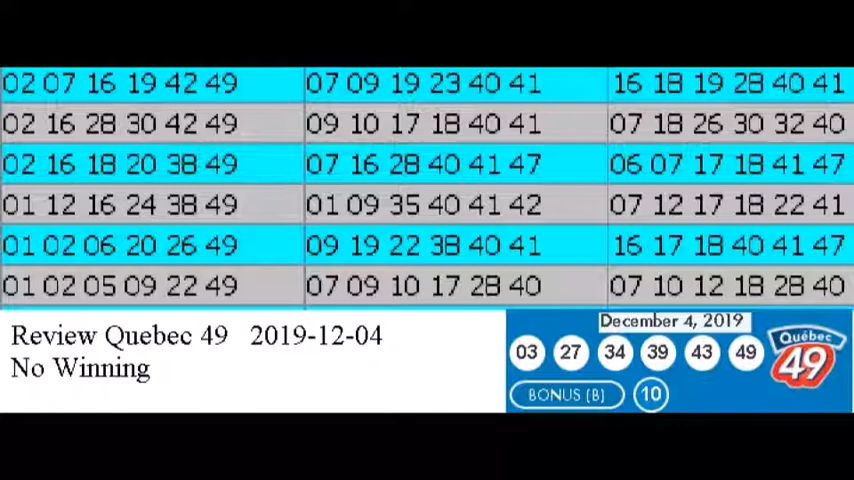 02 07 16 19 42 49 07 09 19 23 40 41 16 18 19 28 40 41
02 16 28 30 42 49 09 10 17 18 40 41 07 18 26 30 32 40
02 16 18 20 38 49 07 16 28 40 41 47 06 07 17 18 41 47
01 12 16 24 38 49 01 09 35 40 41 42 07 12 17 18 22 41
01 02 06 20 26 49 09 19 22 38 40 41 16 17 18 40 41 47
01 02 05 09 22 49 07 09 10 17 28 40 07 10 12 18 28 40
Review Quebec 49 2019-12-04
No Winning
December 4, 2019
03 27 34 39 43 49
BONUS (B) 10
Québec
49